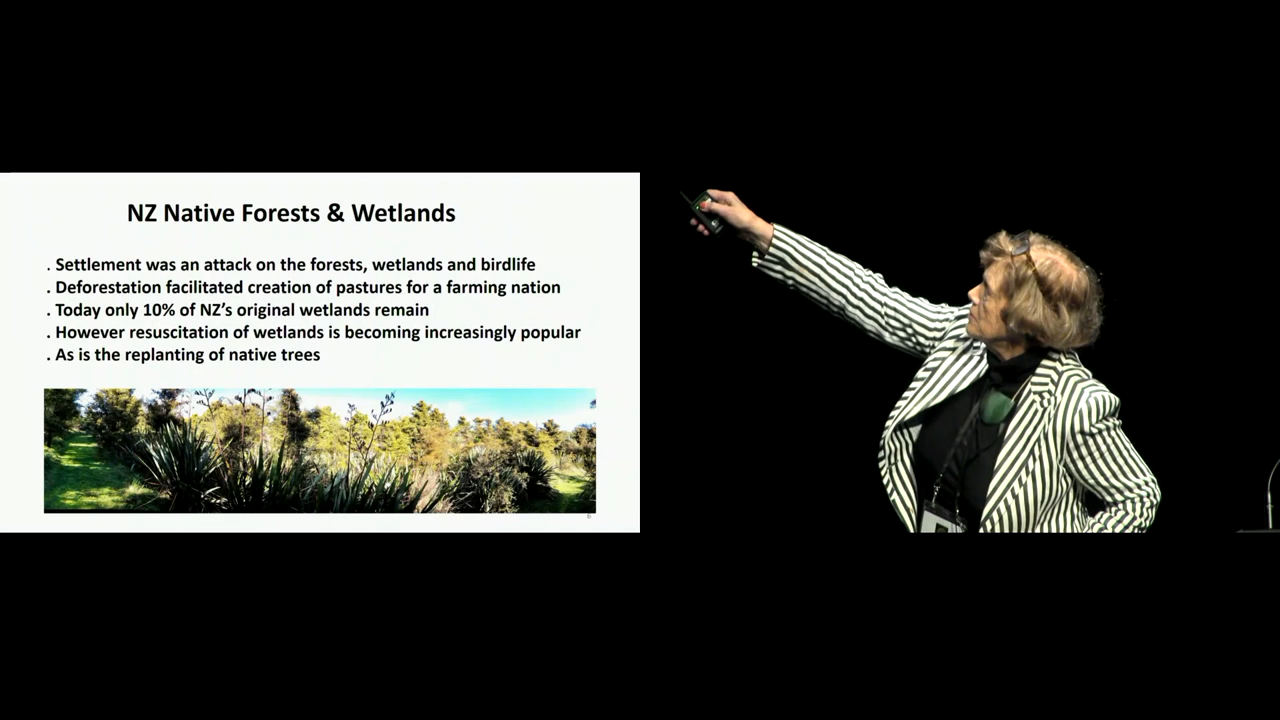 NZ Native Forests & Wetlands
. Settlement was an attack on the forests, wetlands and birdlife
. Deforestation facilitated creation of pastures for a farming nation
. Today only 10% of NZ's original wetlands remain
. However resuscitation of wetlands is becoming increasingly popular
. As is the replanting of native trees